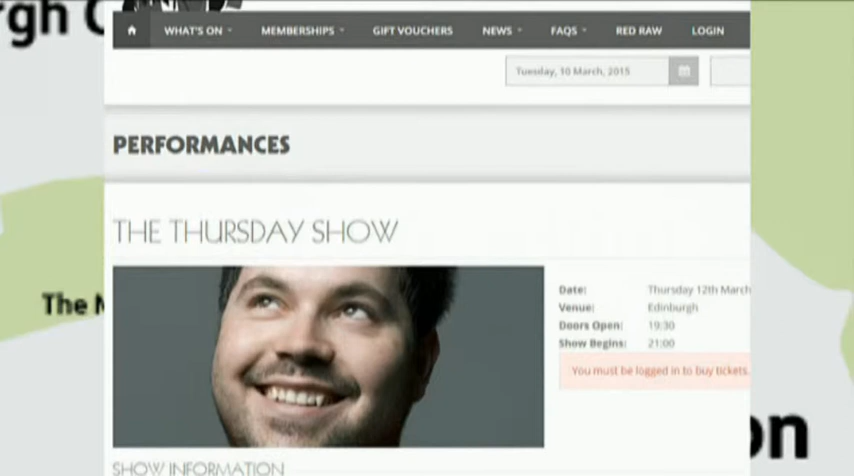 rgh C
WHAT'S ON MEMBERSHIPS GIFT VOUCHERS NEWS FAQS RED RAW LOGIN
Tuesday, 10 March, 2015
PERFORMANCES
THE THURSDAY SHOW
The
Date: Thursday 12th March
Venue: Edinburgh
Doors Open: 19:30
Show Begins: 21:00
You must be logged in to buy tickets.
on
SHOW INFORMATION